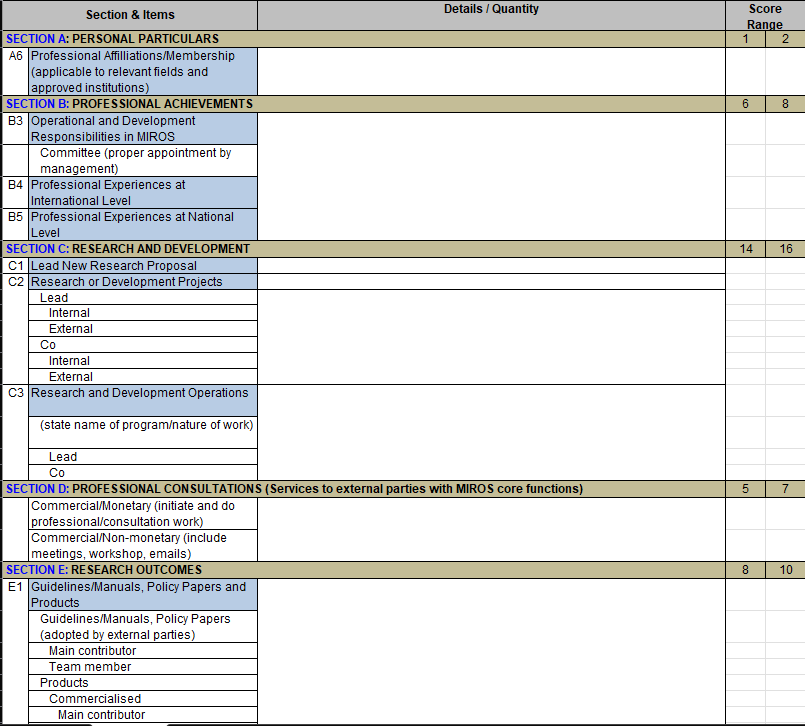 Section & Items Details / Quantity Score
Range
SECTION A: PERSONAL PARTICULARS 1 2
A6 Professional Affilliations/Membership
(applicable to relevant fields and
approved institutions)
SECTION B: PROFESSIONAL ACHIEVEMENTS 6 8
B3 Operational and Development
Responsibilities in MIROS
Committee (proper appointment by
management)
B4 Professional Experiences at
International Level
B5 Professional Experiences at National
Level
SECTION C: RESEARCH AND DEVELOPMENT 14 16
C1 Lead New Research Proposal
C2 Research or Development Projects
Lead
Internal
External
Co
Internal
External
C3 Research and Development Operations
(state name of program/nature of work)
Lead
Co
SECTION D: PROFESSIONAL CONSULTATIONS (Services to external parties with MIROS core functions) 5 7
Commercial/Monetary (initiate and do
professional/consultation work)
Commercial/Non-monetary (include
meetings, workshop, emails)
SECTION E: RESEARCH OUTCOMES 8 10
E1 Guidelines/Manuals, Policy Papers and
Products
Guidelines/Manuals, Policy Papers
(adopted by external parties)
Main contributor
Team member
Products
Commercialised
Main contributor